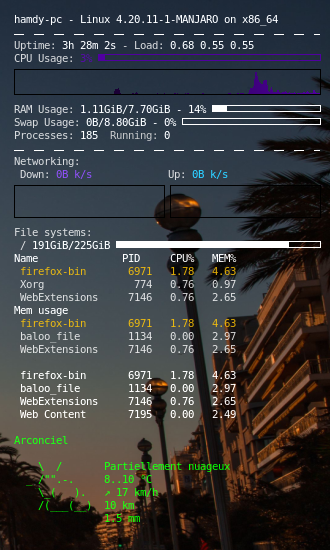 hamdy-pc - Linux 4.20.11-1-MANJARO on x86_64
Uptime: 3h 28m 2s - Load: 0.68 0.55 0.55
CPU Usage:
RAM Usage: 1.11GiB/7.70GiB - 14%
Swap Usage: 0B/8.80GiB - 0%
Processes: 185 Running: 0
Networking:
Down: 0B k/s Up: 0B k/s
File systems:
/ 191GiB/225GiB
Name PID CPU% MEM%
firefox-bin 6971 1.78 4.63
Xorg 774 0.76 0.97
WebExtensions 7146 0.76 2.65
Mem usage
firefox-bin 6971 1.78 4.63
baloo_file 1134 0.00 2.97
WebExtensions 7146 0.76 2.65
firefox-bin 6971 1.78 4.63
baloo_file 1134 0.00 2.97
WebExtensions 7146 0.76 2.65
Web Content 7195 0.00 2.49
Arconciel
\ / Partiellement nuageux
_ /"".-. 8..10 °C
\_( ). ↗ 17 km/h
/(___(__) 10 km
1.5 mm